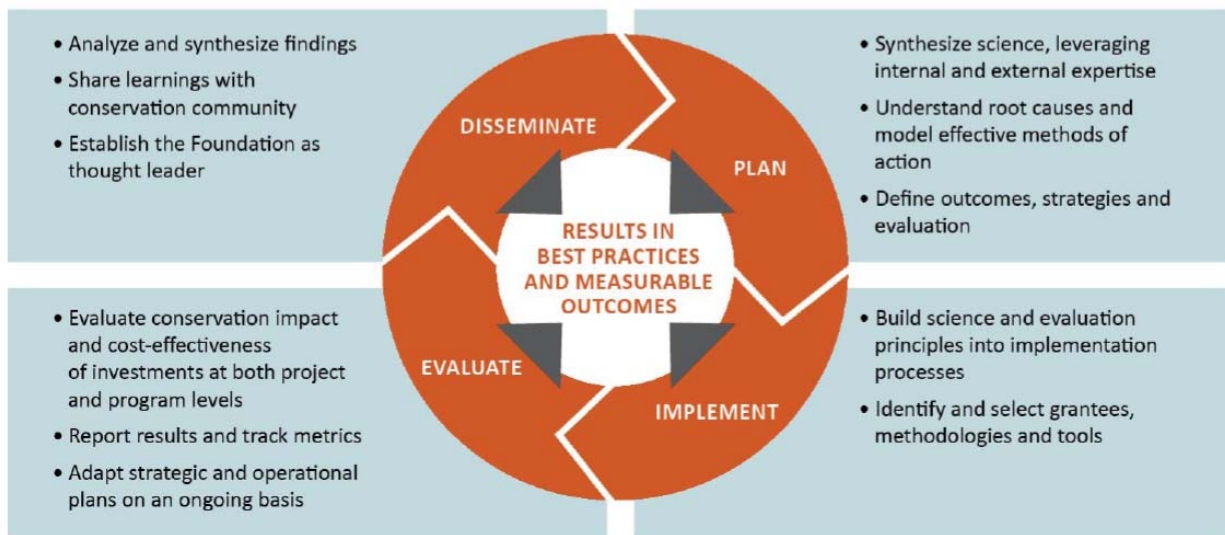 • Analyze and synthesize findings
• Share learnings with
conservation community
• Establish the Foundation as
thought leader
• Synthesize science, leveraging
internal and external expertise
• Understand root causes and
model effective methods of
action
• Define outcomes, strategies and
evaluation
DISSEMINATE
PLAN
RESULTS IN
BEST PRACTICES
AND MEASURABLE
OUTCOMES
EVALUATE
IMPLEMENT
• Evaluate conservation impact
and cost-effectiveness
of investments at both project
and program levels
• Report results and track metrics
• Adapt strategic and operational
plans on an ongoing basis
• Build science and evaluation
principles into implementation
processes
• Identify and select grantees,
methodologies and tools